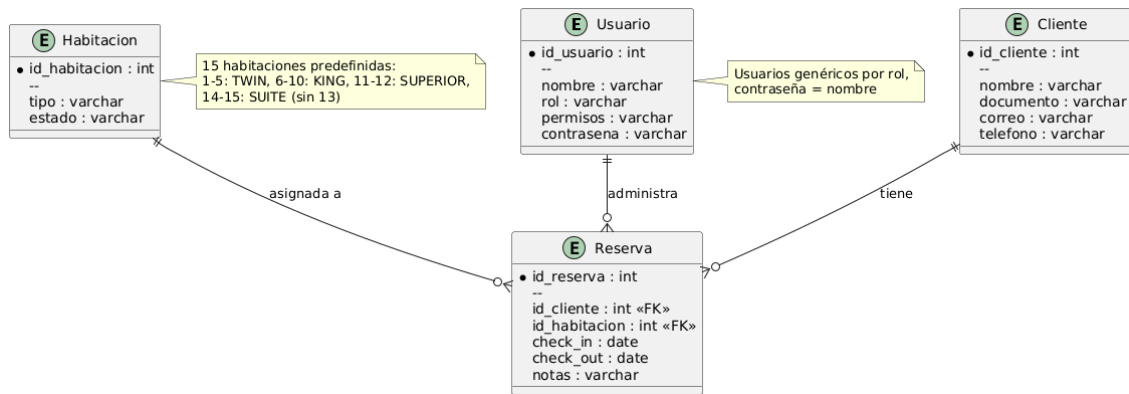 E Habitacion
id_habitacion : int
--
tipo : varchar
estado : varchar
15 habitaciones predefinidas:
1-5: TWIN, 6-10: KING, 11-12: SUPERIOR,
14-15: SUITE (sin 13)
E Usuario
id_usuario : int
--
nombre : varchar
rol : varchar
permisos : varchar
contrasena : varchar
Usuarios genéricos por rol,
contraseña = nombre
E Cliente
id_cliente : int
--
nombre : varchar
documento : varchar
correo : varchar
telefono : varchar
asignada a
administra
tiene
E Reserva
id_reserva : int
--
id_cliente : int «FK»
id_habitacion : int «FK»
check_in : date
check_out : date
notas : varchar